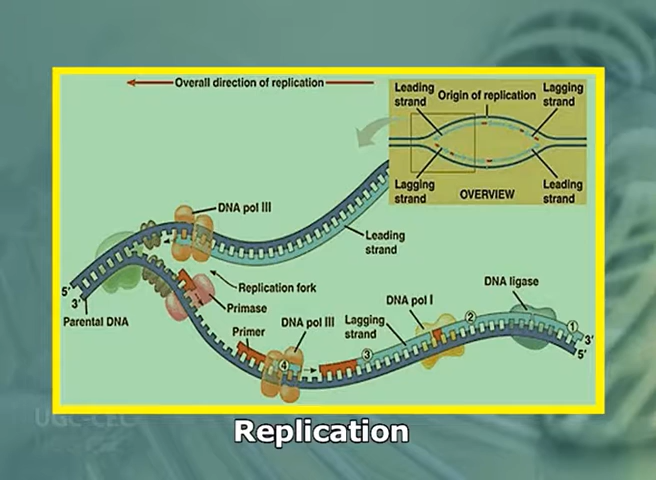 Overall direction of replication
Leading
strand
Origin of replication
Lagging
strand
Lagging
strand
OVERVIEW
Leading
strand
DNA pol III
Leading
strand
Replication fork
Primase
5'
3'
Parental DNA
Primer
DNA pol III
Lagging
strand
DNA pol I
DNA ligase
4
3
2
1
3'
5'
UGC-CEC
Replication